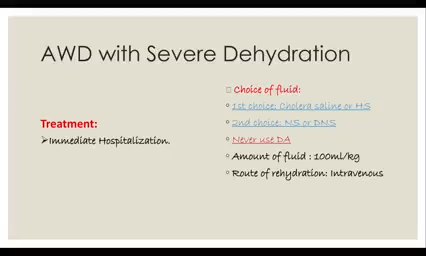 AWD with Severe Dehydration
Treatment:
➢Immediate Hospitalization.
Choice of fluid:
1st choice: Cholera saline or HS
2nd choice: NS or DNS
Never use DA
Amount of fluid : 100ml/kg
Route of rehydration: Intravenous